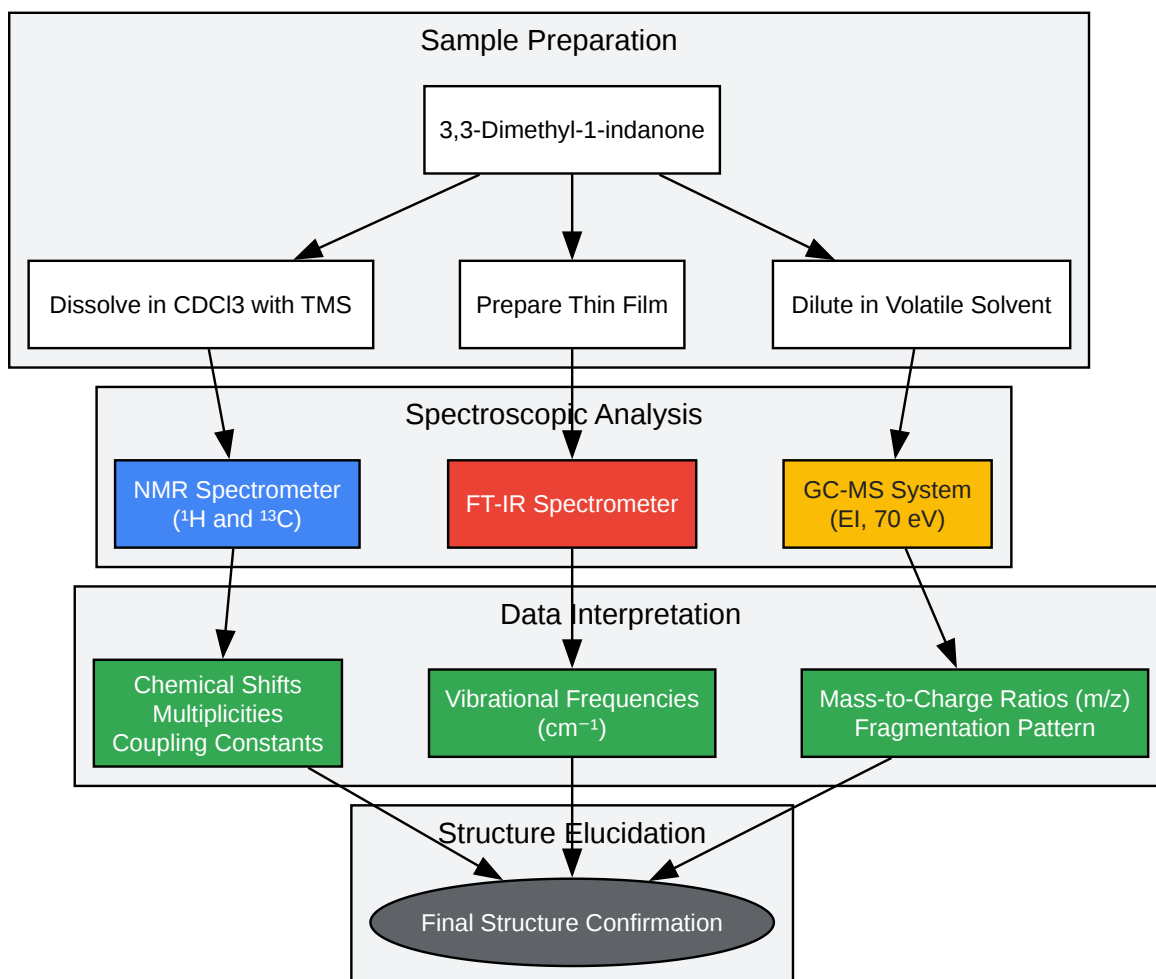 Sample Preparation
3,3-Dimethyl-1-indanone
Dissolve in CDCl3 with TMS
Prepare Thin Film
Dilute in Volatile Solvent
Spectroscopic Analysis
NMR Spectrometer
(¹H and ¹³C)
FT-IR Spectrometer
GC-MS System
(EI, 70 eV)
Data Interpretation
Chemical Shifts
Multiplicities
Coupling Constants
Vibrational Frequencies
(cm⁻¹)
Mass-to-Charge Ratios (m/z)
Fragmentation Pattern
Structure Elucidation
Final Structure Confirmation